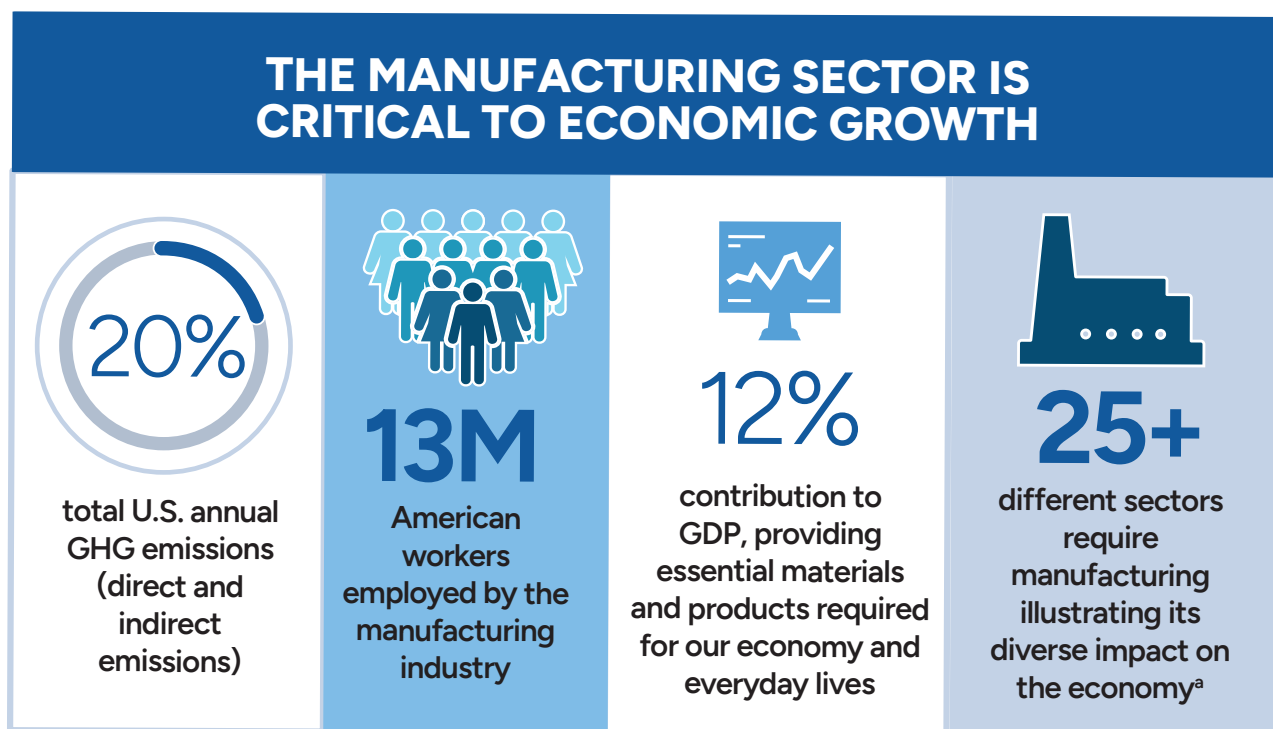 THE MANUFACTURING SECTOR IS
CRITICAL TO ECONOMIC GROWTH
20%
total U.S. annual
GHG emissions
(direct and
indirect
emissions)
13M
American
workers
employed by the
manufacturing
industry
12%
contribution to
GDP, providing
essential materials
and products required
for our economy and
everyday lives
25+
different sectors
require
manufacturing
illustrating its
diverse impact on
the economyᵃ